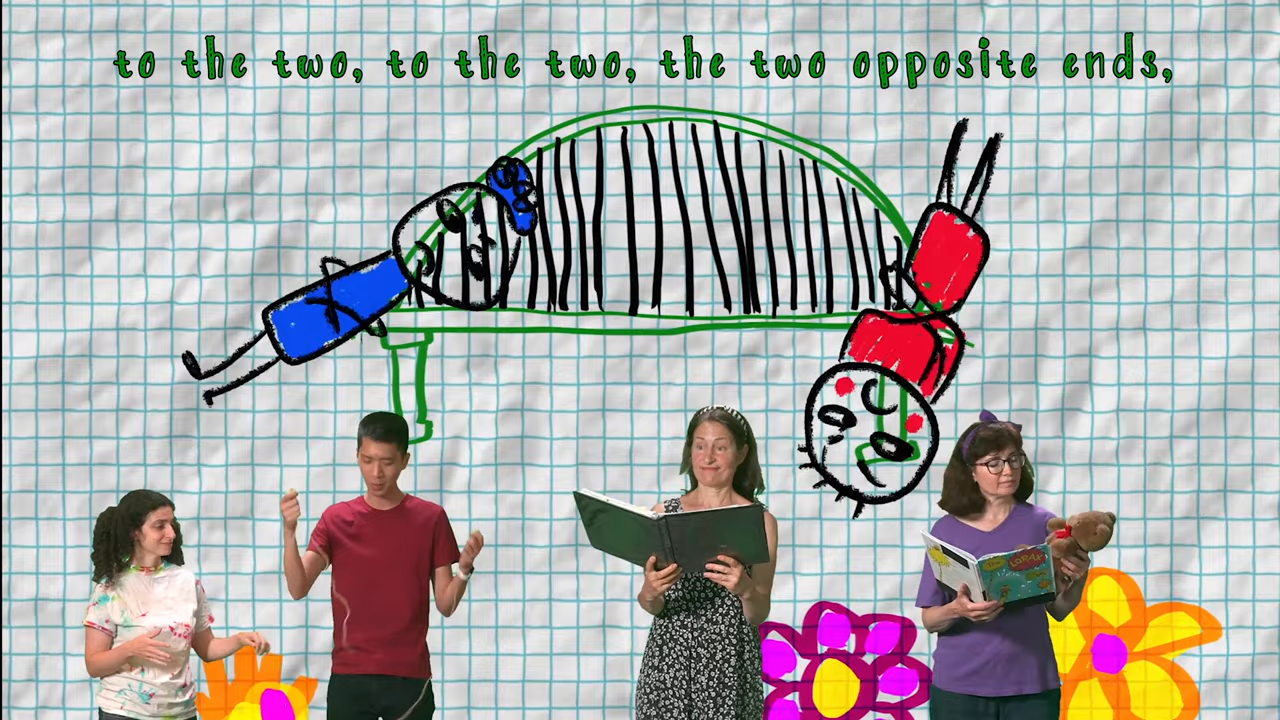 to the two, to the two, the two opposite ends,